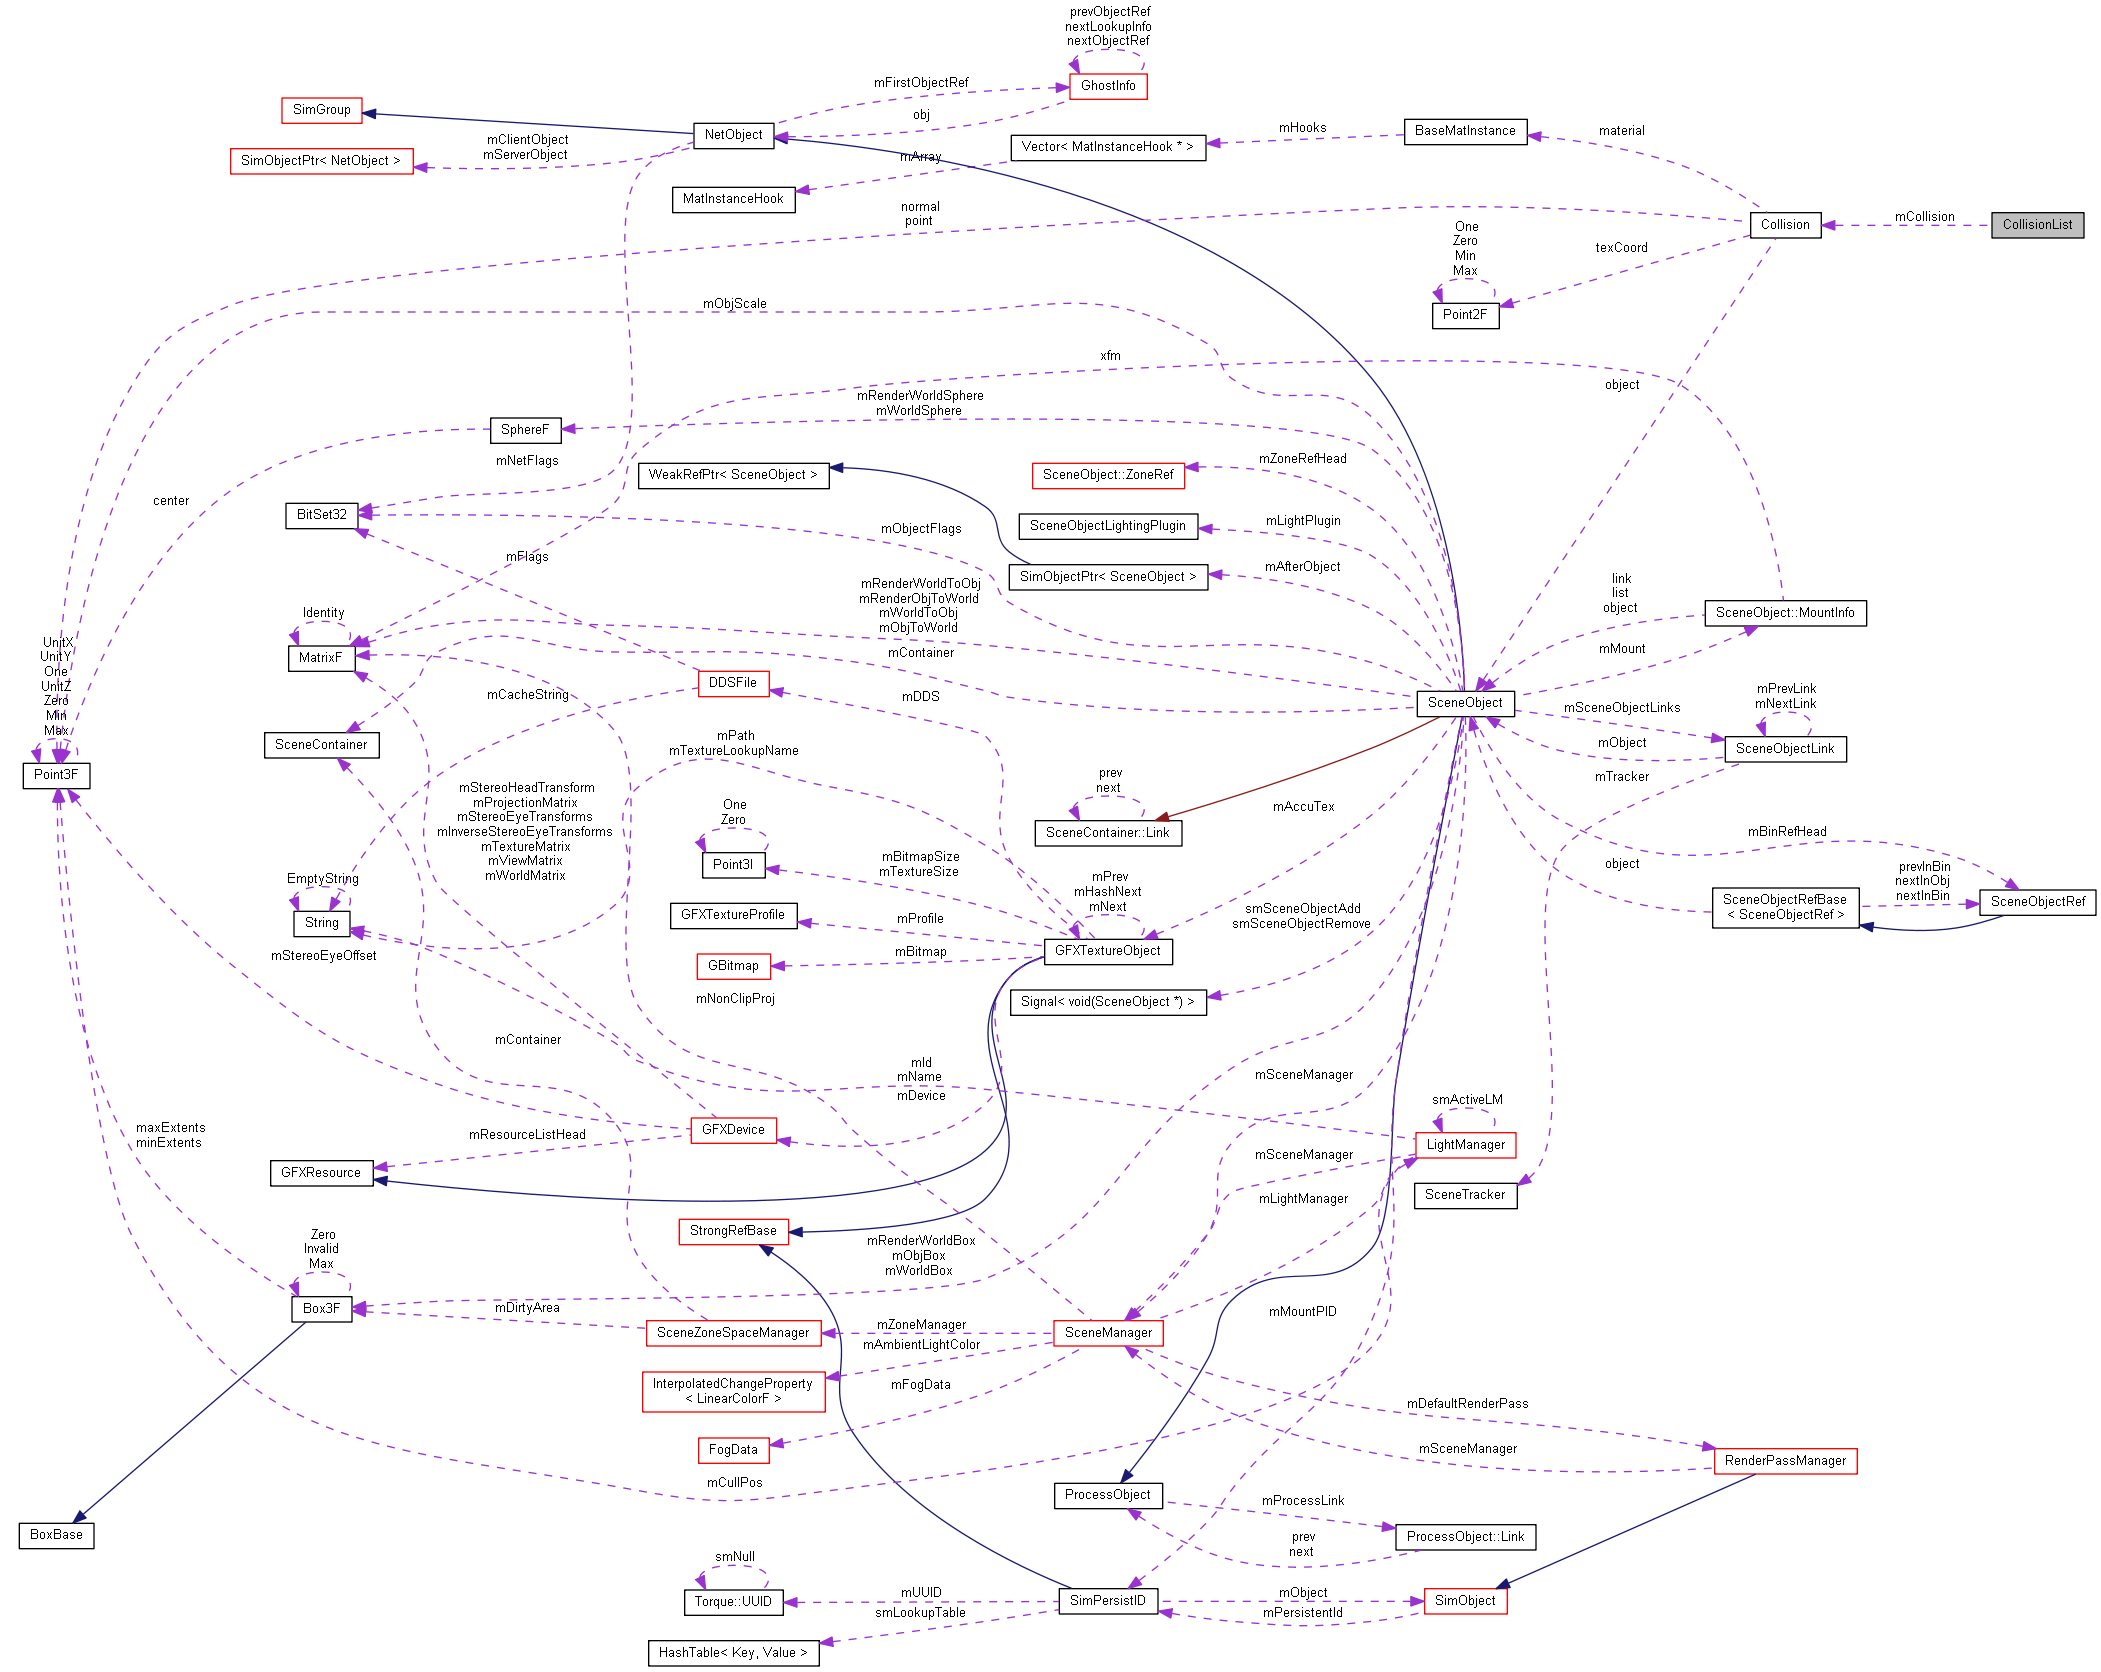 prevObjectRef
nextLookupInfo
nextObjectRef
mFirstObjectRef
GhostInfo
SimGroup
obj
NetObject
mClientObject
mServerObject
SimObjectPtr< NetObject >
mArray
Vector< MatInstanceHook * >
mHooks
BaseMatInstance
material
MatInstanceHook
normal
point
Collision
mCollision
CollisionList
One
Zero
Min
Max
texCoord
Point2F
mObjScale
xfm
object
mRenderWorldSphere
mWorldSphere
SphereF
mNetFlags
WeakRefPtr< SceneObject >
SceneObject::ZoneRef
mZoneRefHead
center
BitSet32
mObjectFlags
SceneObjectLightingPlugin
mLightPlugin
mFlags
SimObjectPtr< SceneObject >
mAfterObject
mRenderWorldToObj
mRenderObjToWorld
mWorldToObj
mObjToWorld
link
list
object
SceneObject::MountInfo
Identity
MatrixF
mContainer
mMount
UnitX
UnitY
One
UnitZ
Zero
Min
Max
Point3F
mCacheString
DDSFile
mDDS
SceneObject
mSceneObjectLinks
mPrevLink
mNextLink
SceneContainer
mPath
mTextureLookupName
mObject
SceneObjectLink
mTracker
mStereoHeadTransform
mProjectionMatrix
mStereoEyeTransforms
mInverseStereoEyeTransforms
mTextureMatrix
mViewMatrix
mWorldMatrix
One
Zero
Point3I
prev
next
SceneContainer::Link
mAccuTex
mBinRefHead
mBitmapSize
mTextureSize
object
prevInBin
nextInObj
nextInBin
EmptyString
String
mPrev
mHashNext
mNext
SceneObjectRefBase
< SceneObjectRef >
SceneObjectRef
GFXTextureProfile
mProfile
smSceneObjectAdd
smSceneObjectRemove
mStereoEyeOffset
GBitmap
mBitmap
GFXTextureObject
mNonClipProj
Signal< void(SceneObject *) >
mContainer
mId
mName
mDevice
mSceneManager
smActiveLM
maxExtents
minExtents
mResourceListHead
GFXDevice
LightManager
GFXResource
mSceneManager
SceneTracker
mLightManager
StrongRefBase
Zero
Invalid
Max
Box3F
mRenderWorldBox
mObjBox
mWorldBox
mDirtyArea
SceneZoneSpaceManager
mZoneManager
SceneManager
mMountPID
mAmbientLightColor
InterpolatedChangeProperty
< LinearColorF >
mFogData
mDefaultRenderPass
FogData
mSceneManager
RenderPassManager
mCullPos
ProcessObject
mProcessLink
BoxBase
prev
next
ProcessObject::Link
smNull
Torque::UUID
mUUID
SimPersistID
mObject
SimObject
smLookupTable
mPersistentId
HashTable< Key, Value >